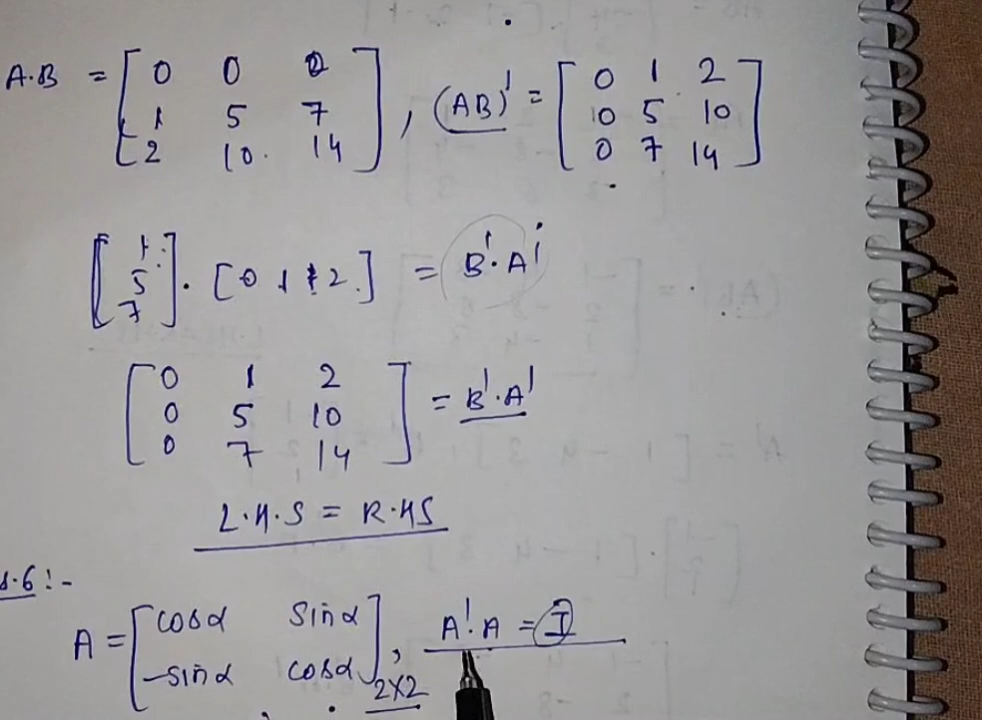 A.B = [ 0 0 0 , (AB)' = [ 0 1 2
1 5 7 10 5 10
2 10. 14 ] 0 7 14 ]
[ 1
5 ] . [ 0 1 2. ] = B'.A'
7
[ 0 1 2
0 5 10 = B'.A'
0 7 14 ]
L.H.S = R.HS
.6 :-
A = [ cosα sinα , A'.A = I
-sinα cosα ] 2×2